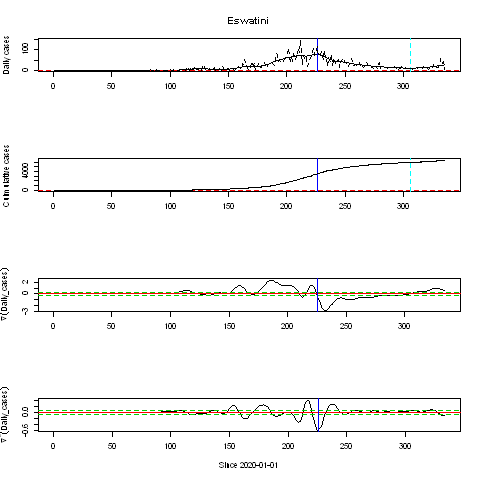 Eswatini
Daily cases
0 100
0 50 100 150 200 250 300
Cumulative cases
0 4000
0 50 100 150 200 250 300
∇(Daily_cases)
-3 0 2
0 50 100 150 200 250 300
-0.6 0.0
0 50 100 150 200 250 300
Since 2020-01-01